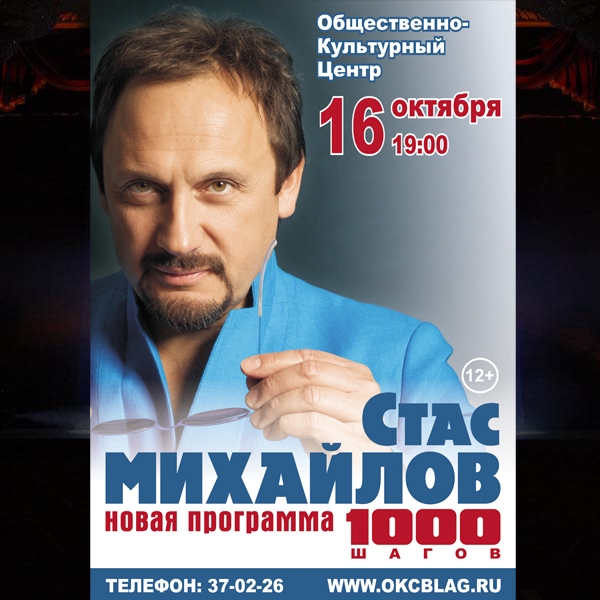 Общественно-
Культурный
Центр
16 октября
19:00
12+
Стас
МИХАЙЛОВ
новая программа 1000
ШАГОВ
ТЕЛЕФОН: 37-02-26 WWW.OKCBLAG.RU